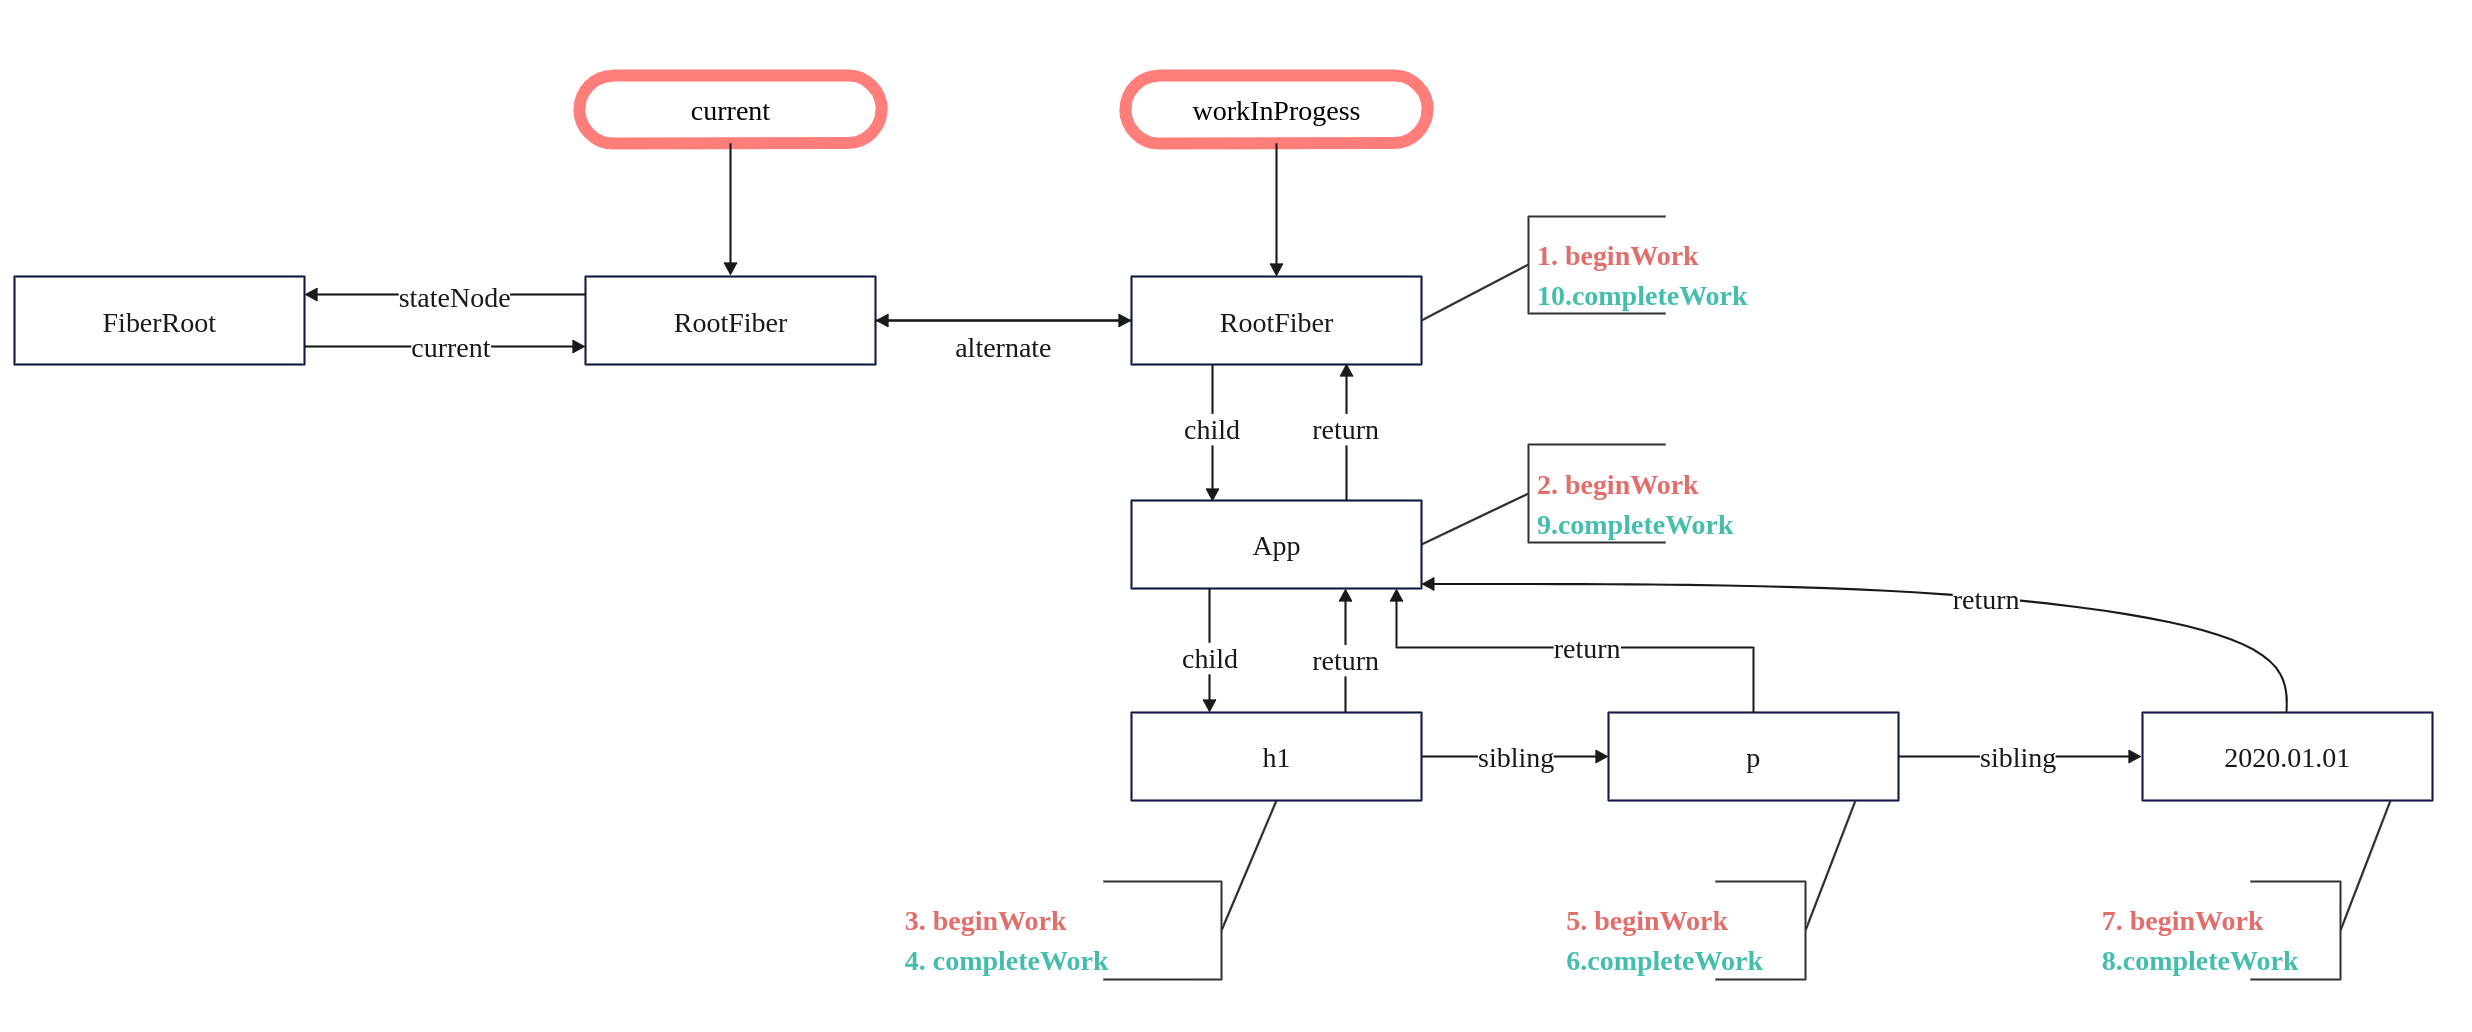 current
workInProgess
1. beginWork
10.completeWork
FiberRoot
stateNode
current
RootFiber
alternate
RootFiber
child
return
2. beginWork
9.completeWork
App
return
child
return
return
h1
sibling
p
sibling
2020.01.01
3. beginWork
4. completeWork
5. beginWork
6.completeWork
7. beginWork
8.completeWork